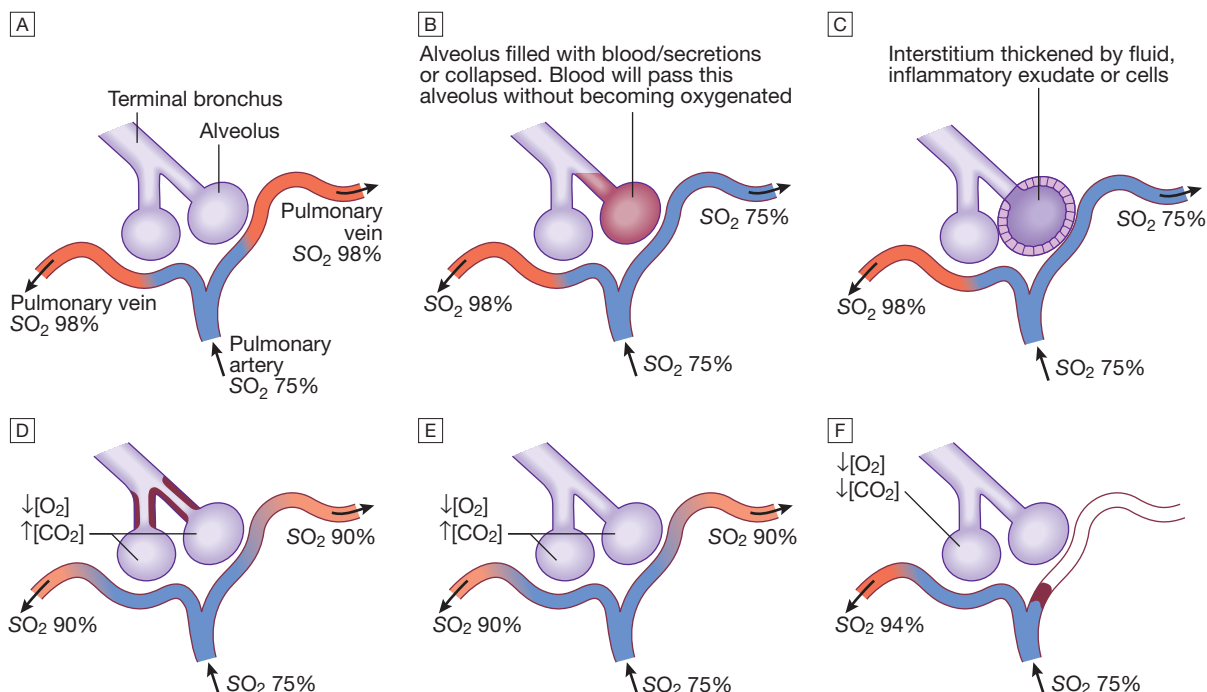 A
Terminal bronchus
Alveolus
Pulmonary
vein
SO2 98%
Pulmonary vein
SO2 98%
Pulmonary
artery
SO2 75%
B
Alveolus filled with blood/secretions
or collapsed. Blood will pass this
alveolus without becoming oxygenated
SO2 75%
SO2 98%
SO2 75%
C
Interstitium thickened by fluid,
inflammatory exudate or cells
SO2 75%
SO2 98%
SO2 75%
D
↓[O2]
↑[CO2]
SO2 90%
SO2 90%
SO2 75%
E
↓[O2]
↑[CO2]
SO2 90%
SO2 90%
SO2 75%
F
↓[O2]
↓[CO2]
SO2 94%
SO2 75%